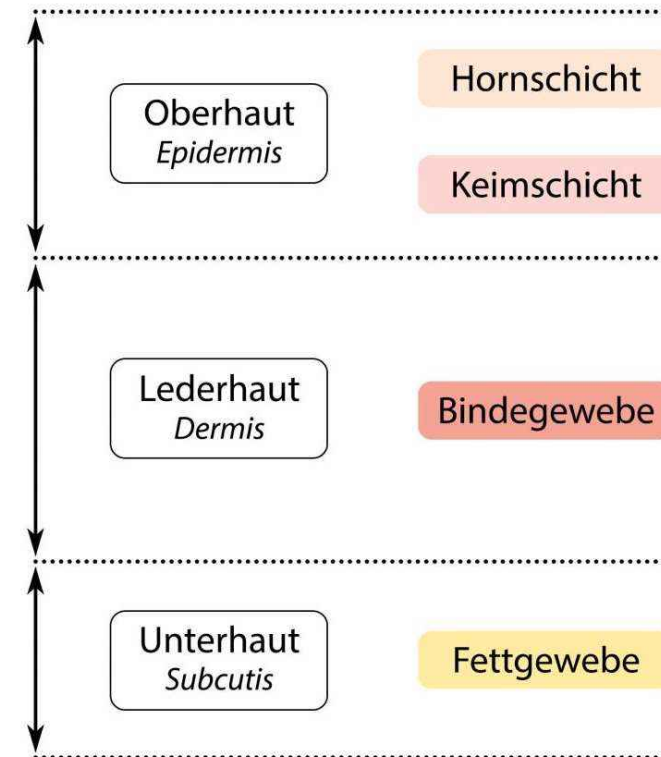 Oberhaut
Epidermis
Hornschicht
Keimschicht
Lederhaut
Dermis
Bindegewebe
Unterhaut
Subcutis
Fettgewebe